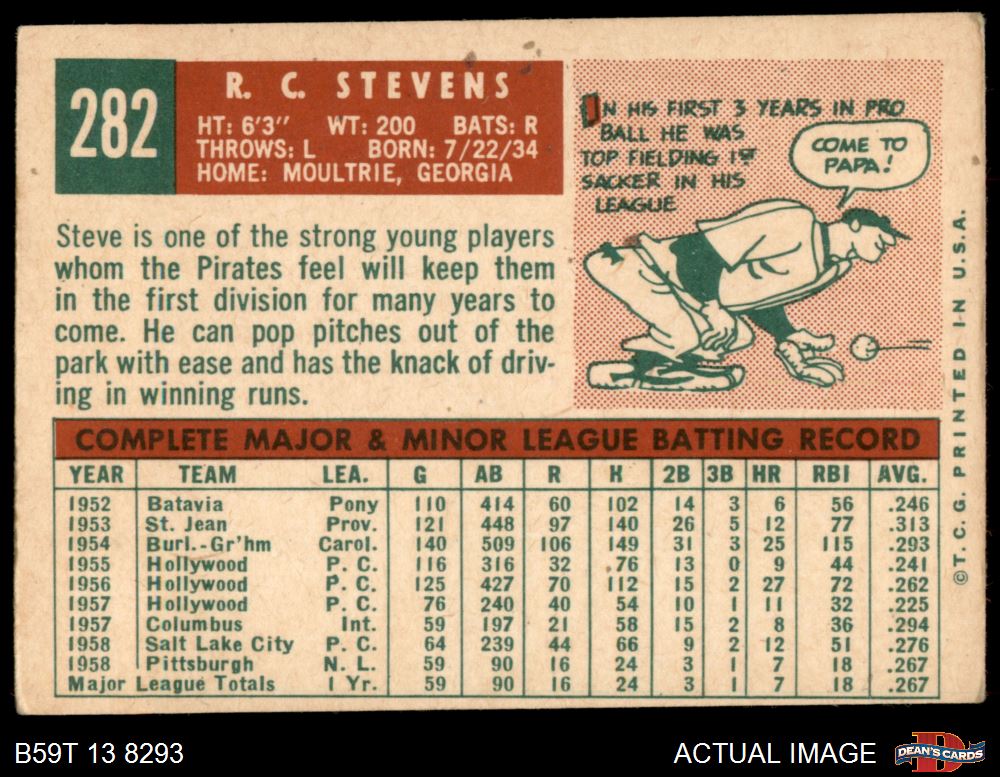 282
R. C. STEVENS
HT: 6'3" WT: 200 BATS: R
THROWS: L BORN: 7/22/34
HOME: MOULTRIE, GEORGIA
IN HIS FIRST 3 YEARS IN PRO
BALL HE WAS
TOP FIELDING 1ST
SACKER IN HIS
LEAGUE
COME TO
PAPA!
Steve is one of the strong young players
whom the Pirates feel will keep them
in the first division for many years to
come. He can pop pitches out of the
park with ease and has the knack of driv-
ing in winning runs.
COMPLETE MAJOR & MINOR LEAGUE BATTING RECORD
YEAR TEAM LEA. G AB R H 2B 3B HR RBI AVG.
1952 Batavia Pony 110 414 60 102 14 3 6 56 .246
1953 St. Jean Prov. 121 448 97 140 26 5 12 77 .313
1954 Burl.-Gr'hm Carol. 140 509 106 149 31 3 25 115 .293
1955 Hollywood P. C. 116 316 32 76 13 0 9 44 .241
1956 Hollywood P. C. 125 427 70 112 15 2 27 72 .262
1957 Hollywood P. C. 76 240 40 54 10 1 11 32 .225
1957 Columbus Int. 59 197 21 58 15 2 8 36 .294
1958 Salt Lake City P. C. 64 239 44 66 9 2 12 51 .276
1958 Pittsburgh N. L. 59 90 16 24 3 1 7 18 .267
Major League Totals 1 Yr. 59 90 16 24 3 1 7 18 .267
©T. C. G. PRINTED IN U.S.A.
B59T 13 8293
ACTUAL IMAGE
D
DEAN'S CARDS